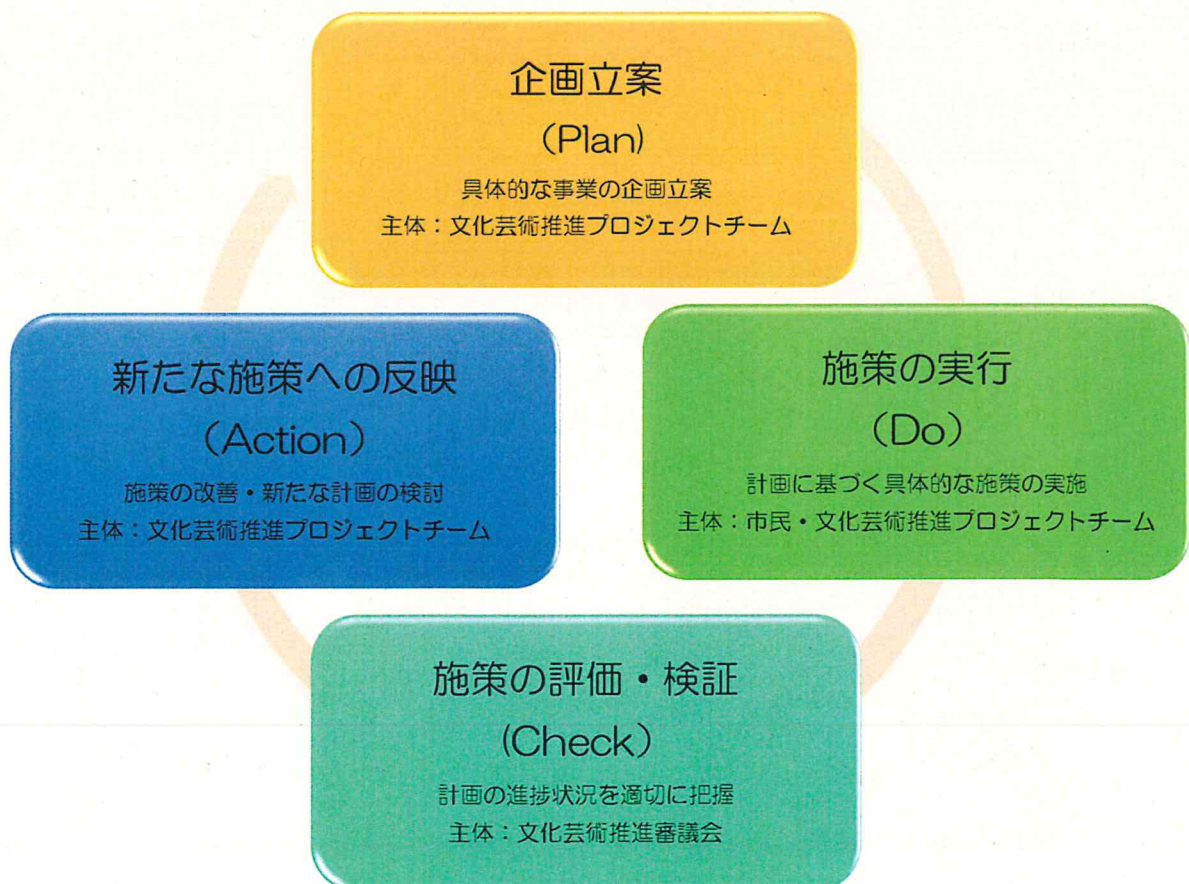 企画立案
(Plan)
具体的な事業の企画立案
主体：文化芸術推進プロジェクトチーム
施策の実行
（Do）
計画に基づく具体的な施策の実施
主体：市民・文化芸術推進プロジェクトチーム
施策の評価・検証
(Check）
計画の進捗状況を適切に把握
主体：文化芸術推進審議会
新たな施策への反映
（Action）
施策の改善・新たな計画の検討
主体：文化芸術推進プロジェクトチーム